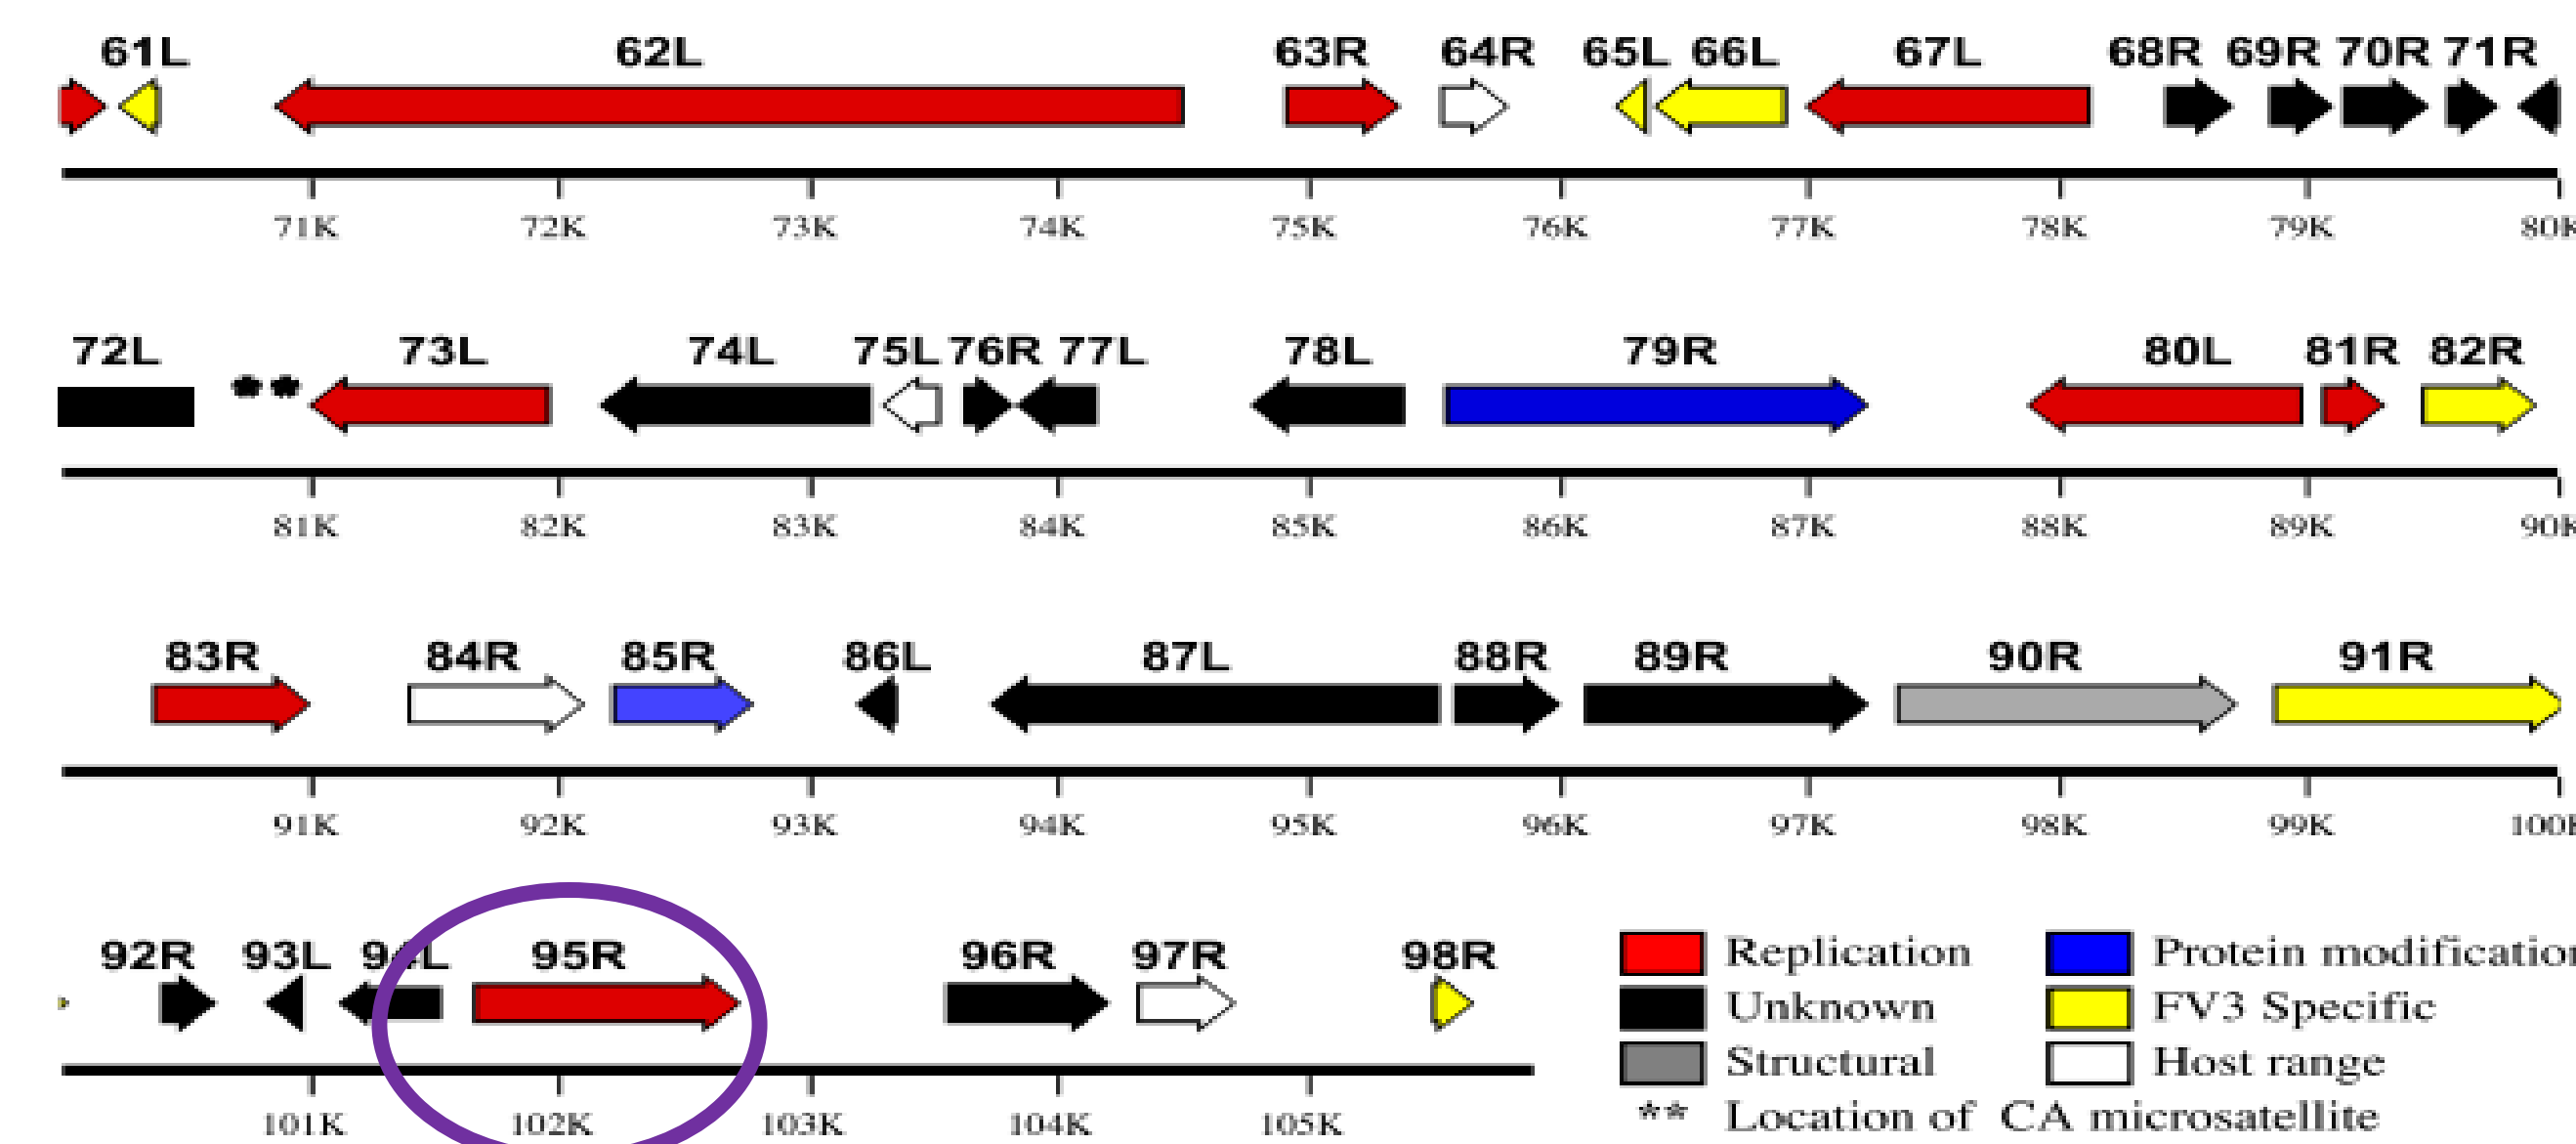 61L 62L 63R 64R 65L 66L 67L 68R 69R 70R 71R
71K 72K 73K 74K 75K 76K 77K 78K 79K 80K
72L ** 73L 74L 75L 76R 77L 78L 79R 80L 81R 82R
81K 82K 83K 84K 85K 86K 87K 88K 89K 90K
83R 84R 85R 86L 87L 88R 89R 90R 91R
91K 92K 93K 94K 95K 96K 97K 98K 99K 100K
92R 93L 94L 95R 96R 97R 98R
101K 102K 103K 104K 105K
Replication Protein modification
Unknown FV3 Specific
Structural Host range
** Location of CA microsatellite